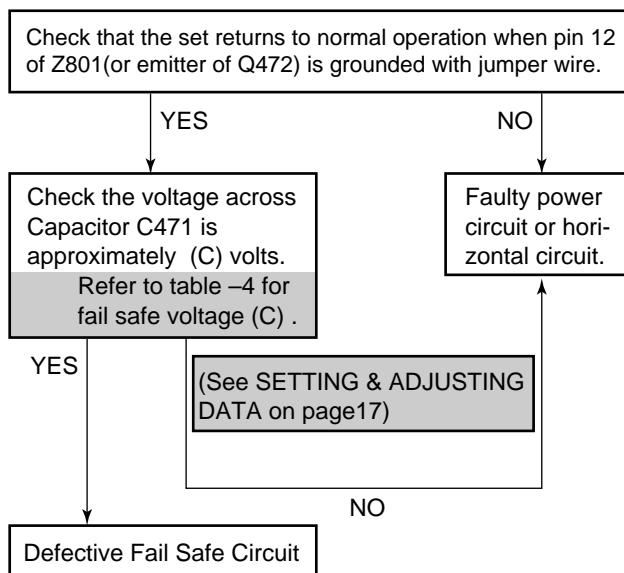 Check that the set returns to normal operation when pin 12
of Z801(or emitter of Q472) is grounded with jumper wire.
YES
NO
Check the voltage across
Capacitor C471 is
approximately (C) volts.
Refer to table –4 for
fail safe voltage (C) .
Faulty power
circuit or hori-
zontal circuit.
YES
(See SETTING & ADJUSTING
DATA on page17)
NO
Defective Fail Safe Circuit